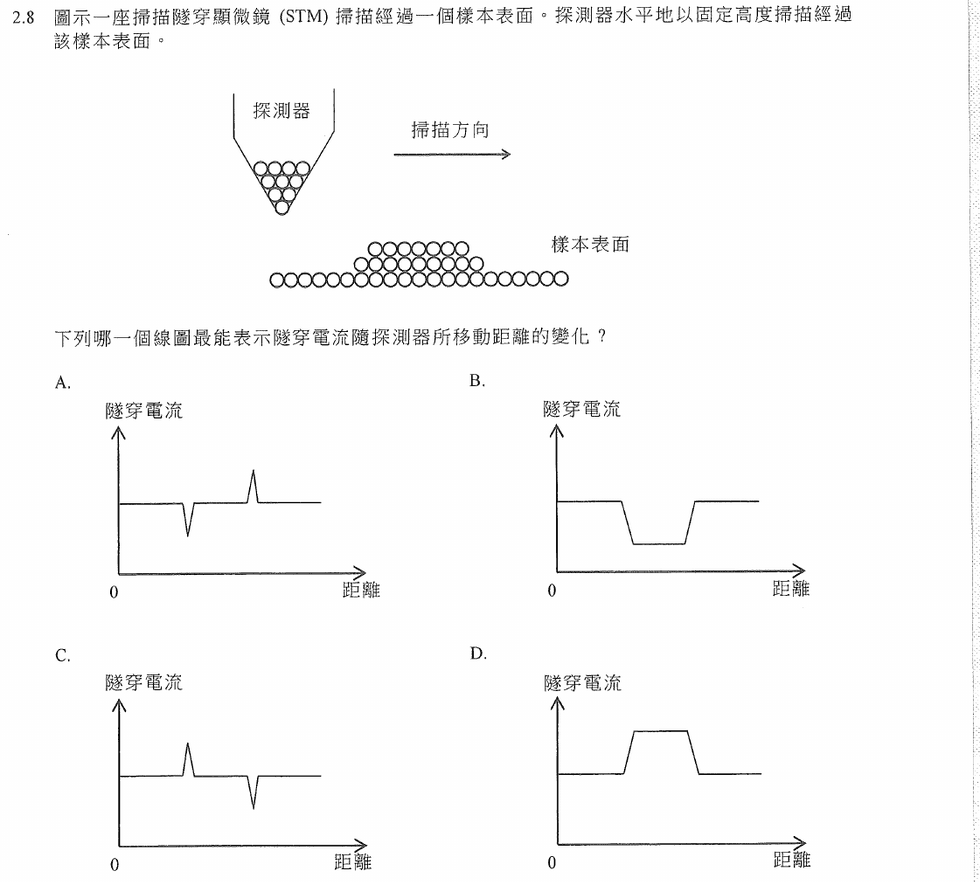 2.8 圖示一座掃描隧穿顯微鏡 (STM) 掃描經過一個樣本表面。探測器水平地以固定高度掃描經過
該樣本表面。
探測器
掃描方向
樣本表面
下列哪一個線圖最能表示隧穿電流隨探測器所移動距離的變化？
A. B.
隧穿電流 隧穿電流
0 距離 0 距離
C. D.
隧穿電流 隧穿電流
0 距離 0 距離